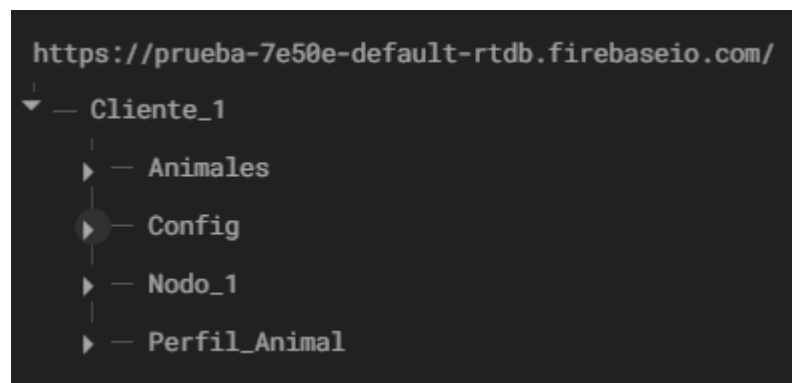 https://prueba-7e50e-default-rtdb.firebaseio.com/
Cliente_1
Animales
Config
Nodo_1
Perfil_Animal